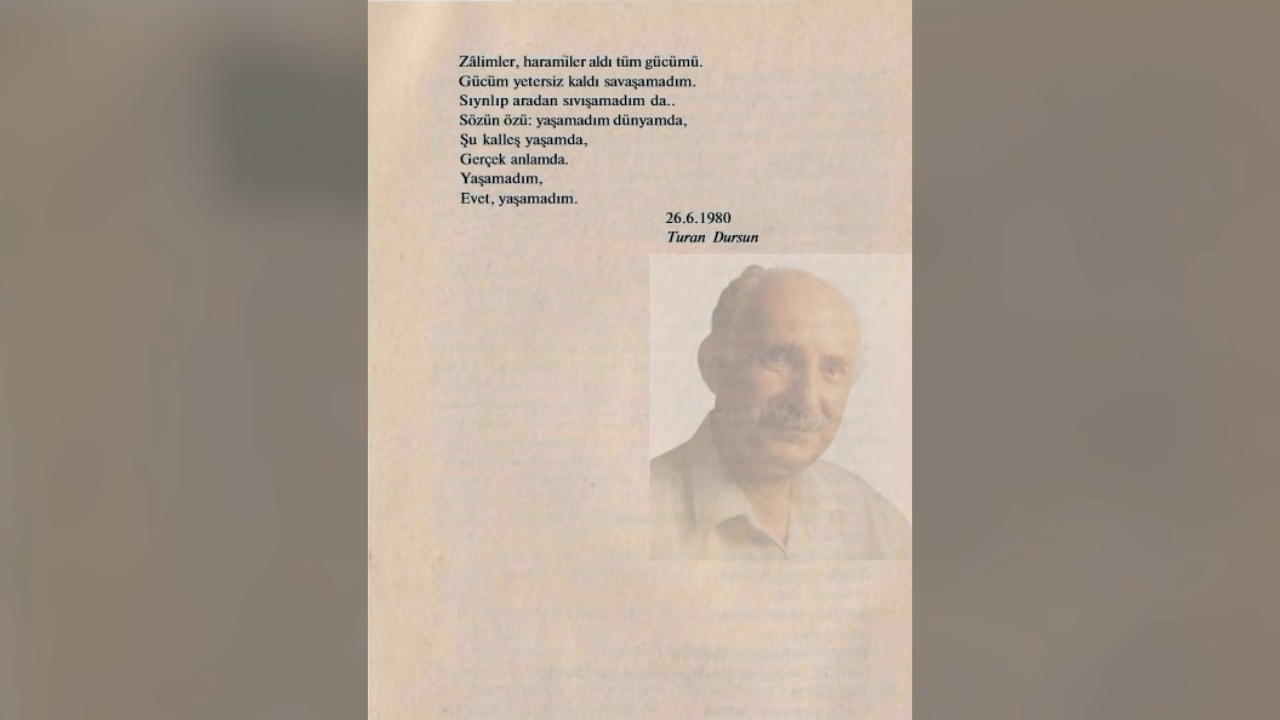 Zâlimler, haramiler aldı tüm gücümü.
Gücüm yetersiz kaldı savaşamadım.
Sıynlıp aradan sıvışamadım da..
Sözün özü: yaşamadım dünyamda,
Şu kalleş yaşamda,
Gerçek anlamda.
Yaşamadım,
Evet, yaşamadım.
26.6.1980
Turan Dursun